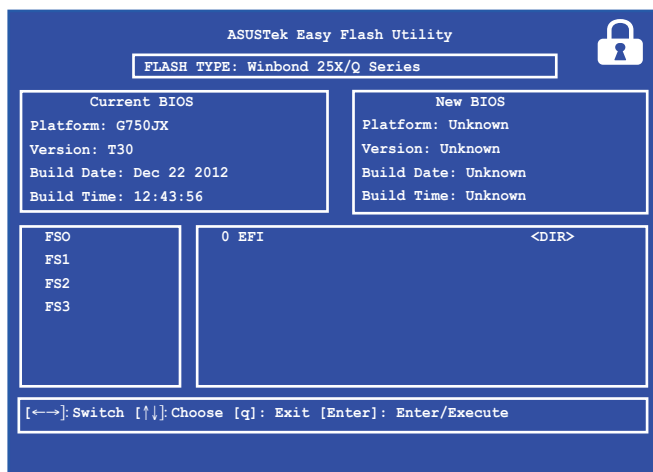 ASUSTek Easy Flash Utility
FLASH TYPE: Winbond 25X/Q Series
Current BIOS
Platform: G750JX
Version: T30
Build Date: Dec 22 2012
Build Time: 12:43:56
New BIOS
Platform: Unknown
Version: Unknown
Build Date: Unknown
Build Time: Unknown
FSO
FS1
FS2
FS3
0 EFI <DIR>
[←→]: Switch [↑↓]: Choose [q]: Exit [Enter]: Enter/Execute